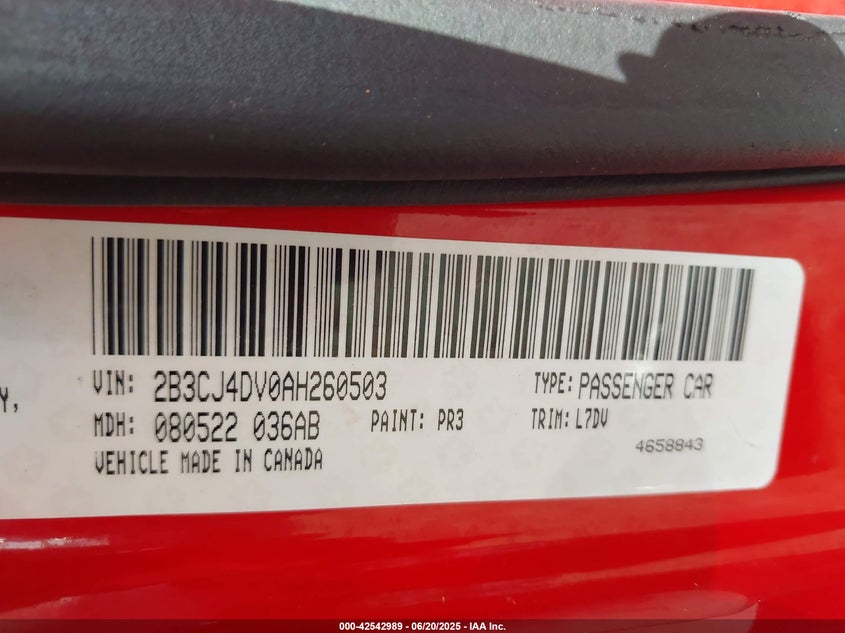 VIN: 2B3CJ4DV0AH260503 TYPE: PASSENGER CAR
Y,
MDH: 080522 036AB PAINT: PR3 TRIM: L7DV
4658843
VEHICLE MADE IN CANADA
000-42542989 - 06/20/2025 - IAA Inc.